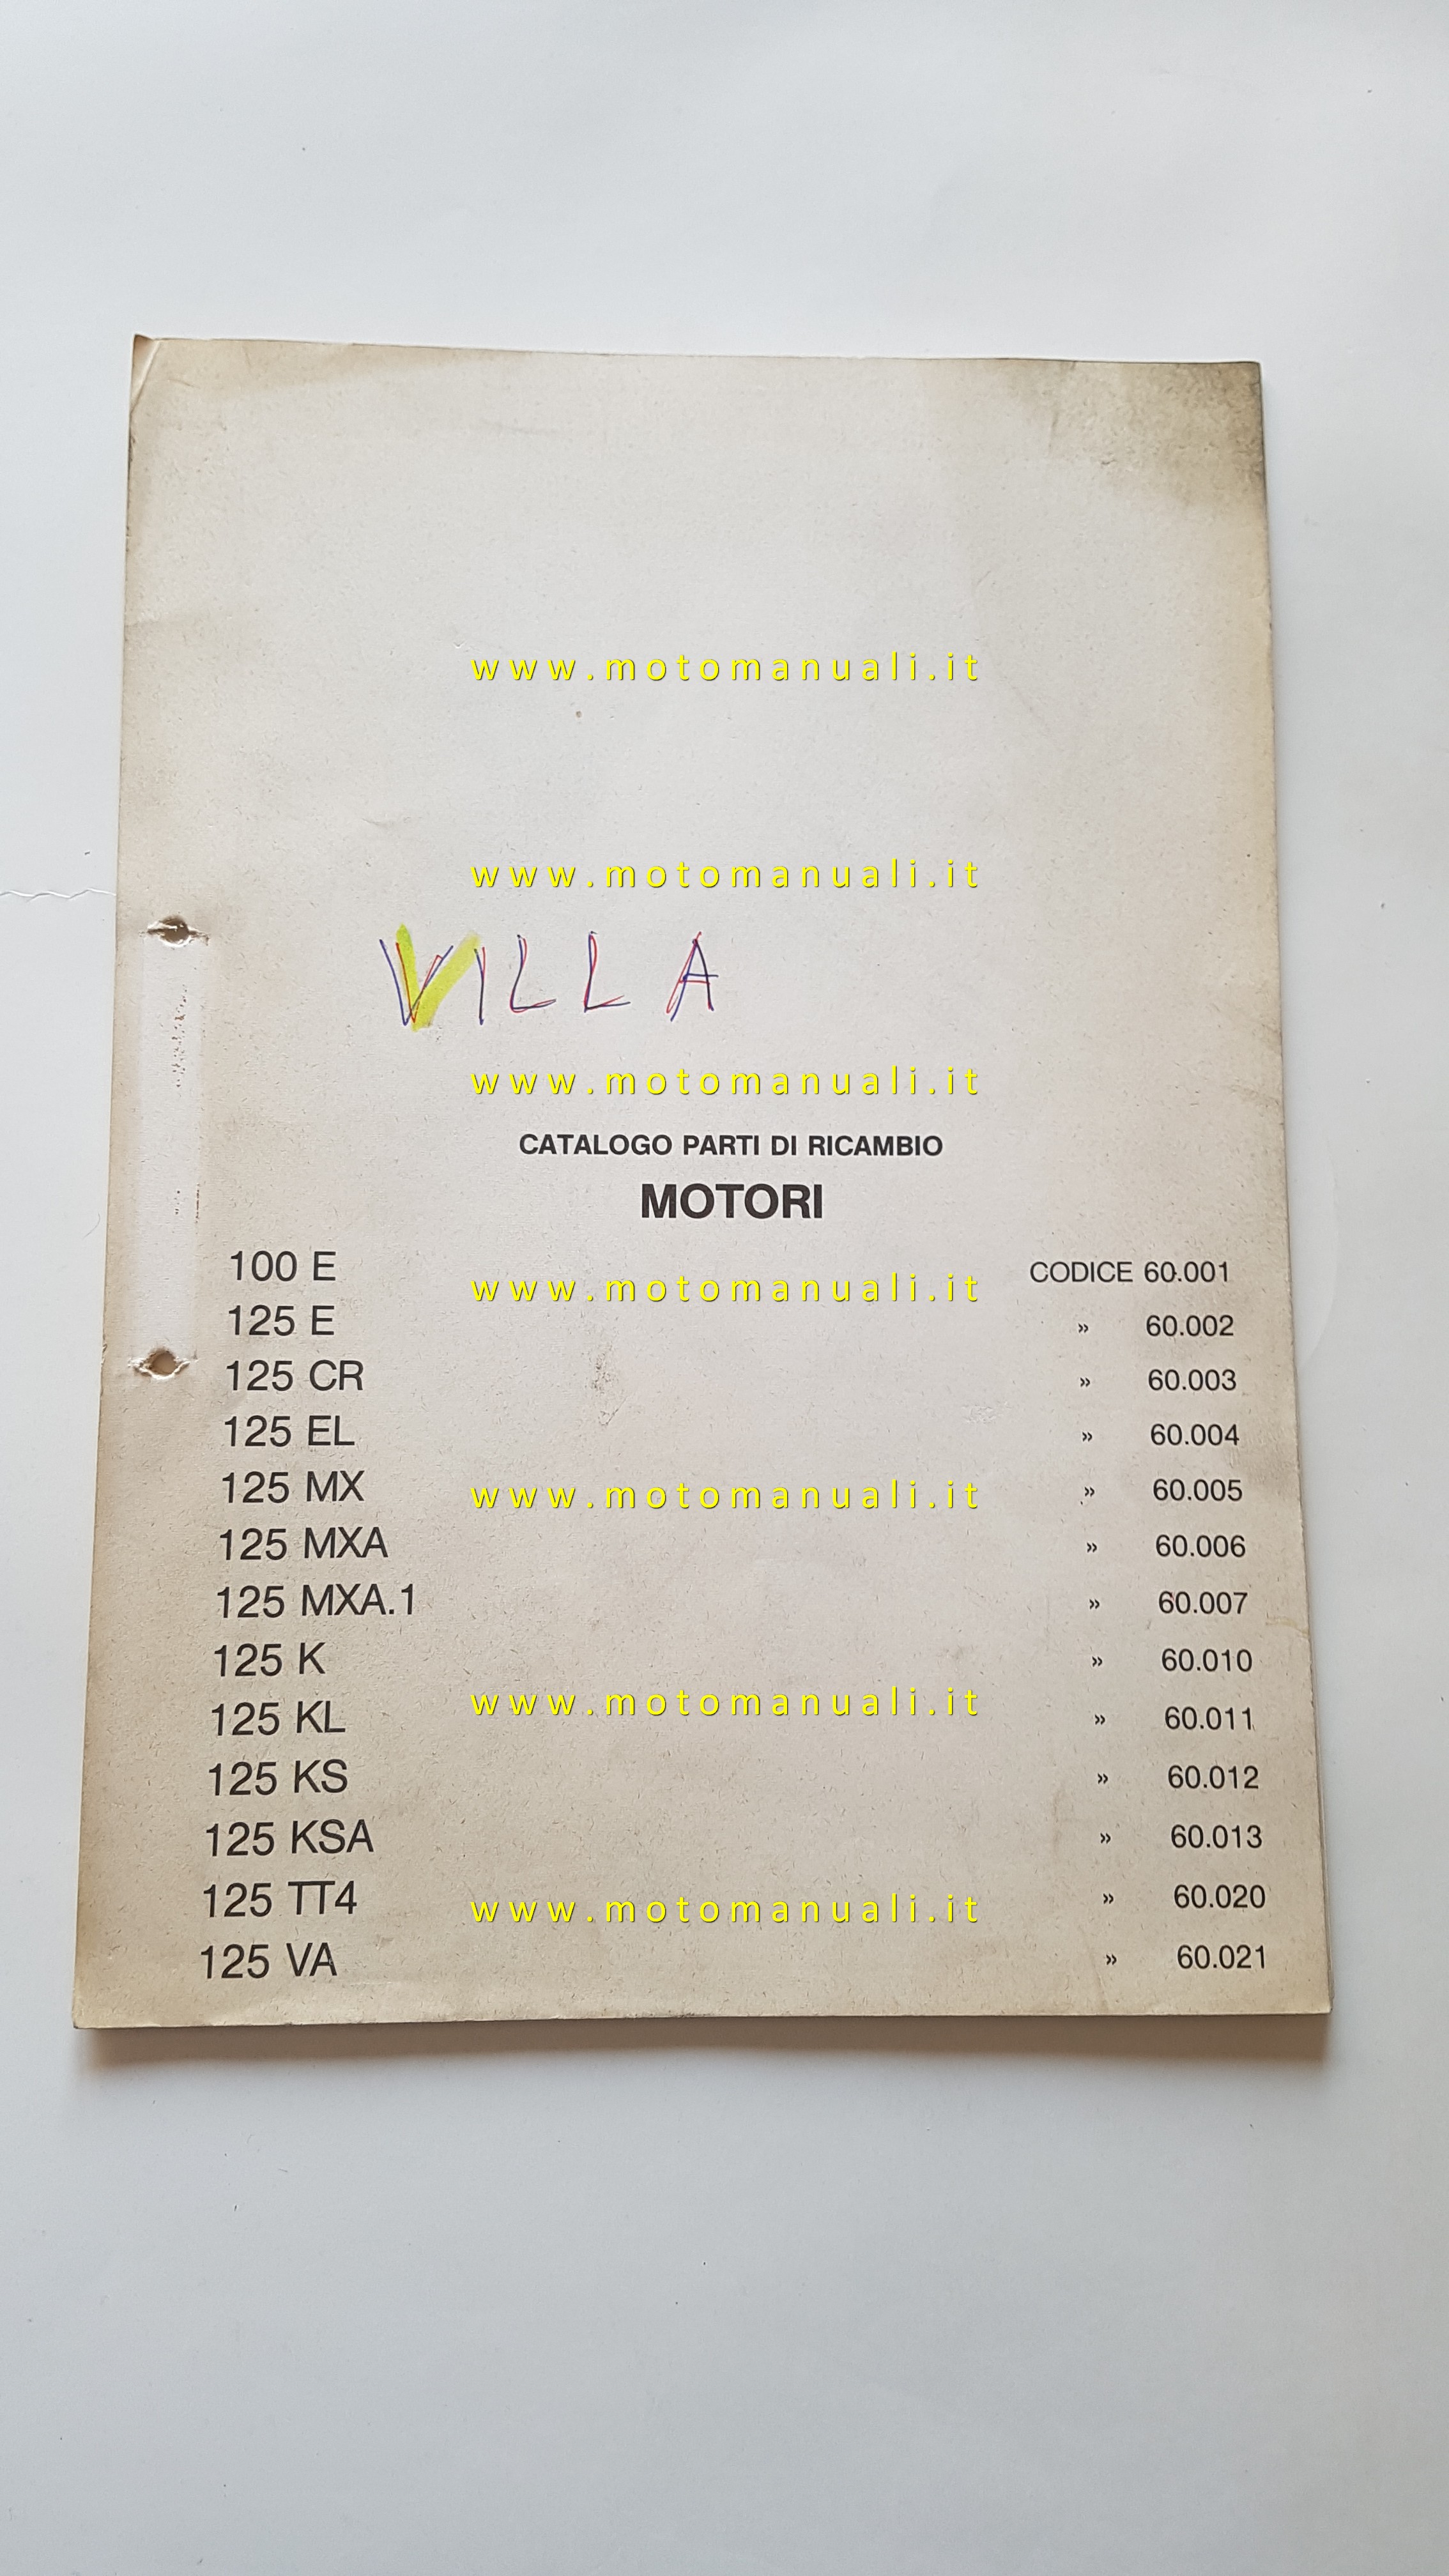 www.motomanuali.it
www.motomanuali.it
VILLA
www.motomanuali.it
CATALOGO PARTI DI RICAMBIO
MOTORI
100 E CODICE 60.001
www.motomanuali.it
125 E » 60.002
125 CR » 60.003
125 EL » 60.004
125 MX » 60.005
www.motomanuali.it
125 MXA » 60.006
125 MXA.1 » 60.007
125 K » 60.010
www.motomanuali.it
125 KL » 60.011
125 KS » 60.012
125 KSA » 60.013
125 TT4 » 60.020
www.motomanuali.it
125 VA » 60.021